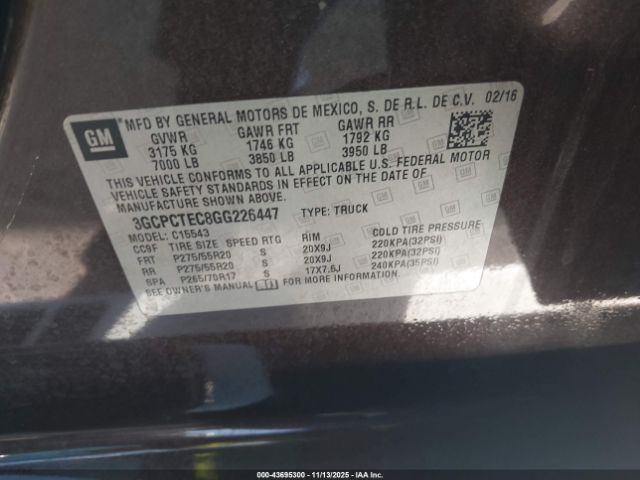 GM
MFD BY GENERAL MOTORS DE MEXICO, S. DE R.L. DE C.V. 02/16
GVWR GAWR FRT GAWR RR
3175 KG 1746 KG 1792 KG
7000 LB 3850 LB 3950 LB
THIS VEHICLE CONFORMS TO ALL APPLICABLE U.S. FEDERAL MOTOR
VEHICLE SAFETY STANDARDS IN EFFECT ON THE DATE OF
MANUFACTURE SHOWN ABOVE.
3GCPCTEC8GG226447 TYPE: TRUCK
MODEL: C15543
CC9F TIRE SIZE SPEED RTG RIM COLD TIRE PRESSURE
FRT P275/55R20 S 20X9J 220KPA(32PSI)
RR P275/55R20 S 20X9J 220KPA(32PSI)
SPA P265/70R17 S 17X7.5J 240KPA(35PSI)
SEE OWNER'S MANUAL FOR MORE INFORMATION.
000-43695300 - 11/13/2025 - IAAI.COM